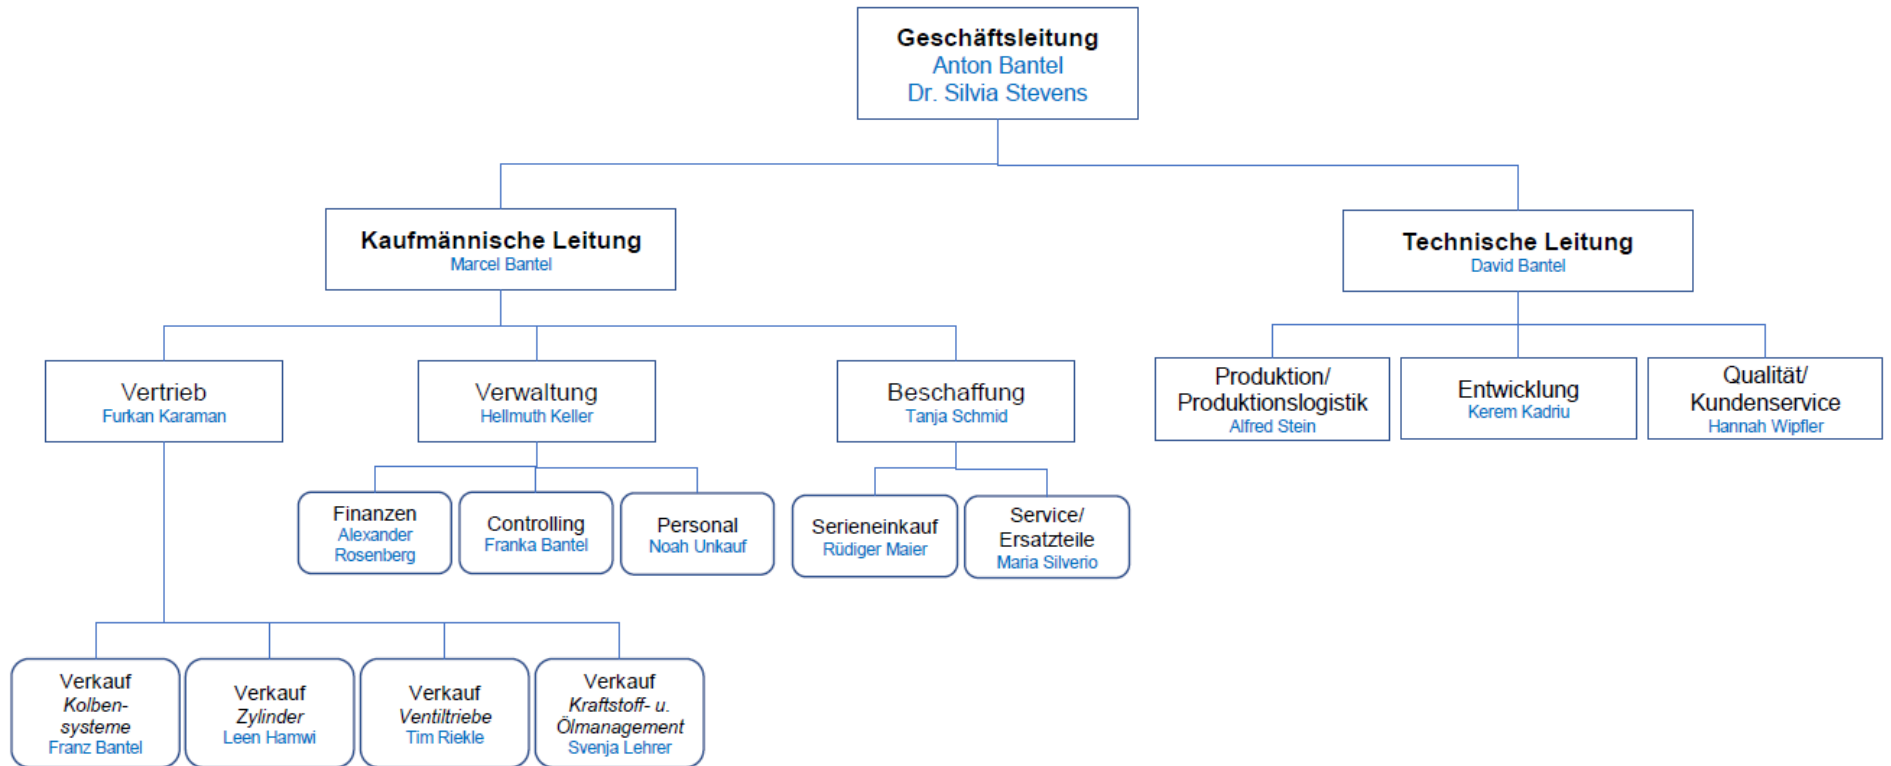 Geschäftsleitung
Anton Bantel
Dr. Silvia Stevens
Kaufmännische Leitung
Marcel Bantel
Technische Leitung
David Bantel
Vertrieb
Furkan Karaman
Verwaltung
Hellmuth Keller
Beschaffung
Tanja Schmid
Produktion/
Produktionslogistik
Alfred Stein
Entwicklung
Kerem Kadriu
Qualität/
Kundenservice
Hannah Wipfler
Finanzen
Alexander
Rosenberg
Controlling
Franka Bantel
Personal
Noah Unkauf
Serieneinkauf
Rüdiger Maier
Service/
Ersatzteile
Maria Silverio
Verkauf
Kolben-
systeme
Franz Bantel
Verkauf
Zylinder
Leen Hamwi
Verkauf
Ventiltriebe
Tim Riekle
Verkauf
Kraftstoff- u.
Ölmanagement
Svenja Lehrer